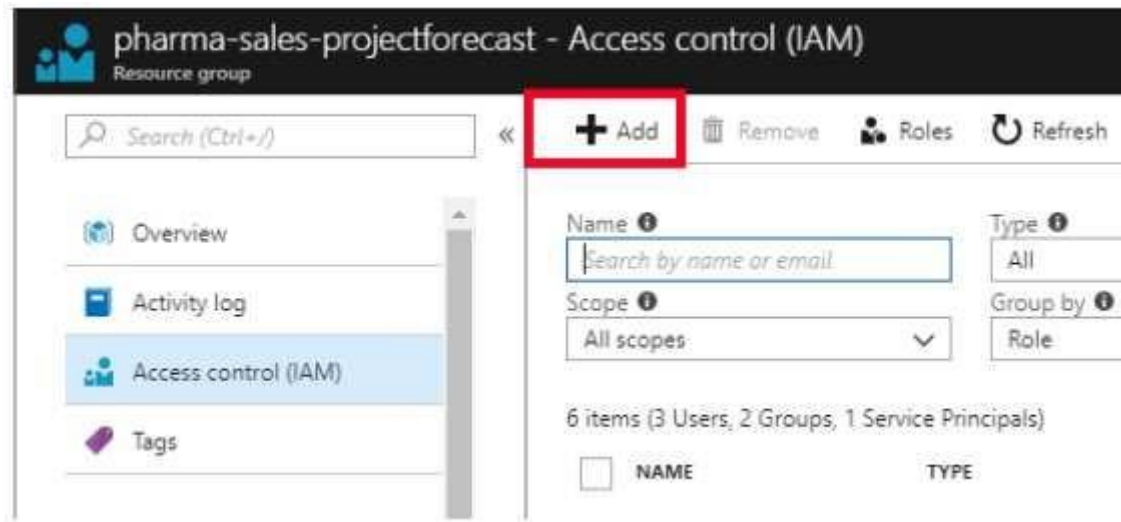 pharma-sales-projectforecast - Access control (IAM)
Resource group
Search (Ctrl+/)
«
Add
Remove
Roles
Refresh
Overview
Activity log
Access control (IAM)
Tags
Name
Type
Search by name or email
All
Scope
Group by
All scopes
Role
6 items (3 Users, 2 Groups, 1 Service Principals)
NAME
TYPE